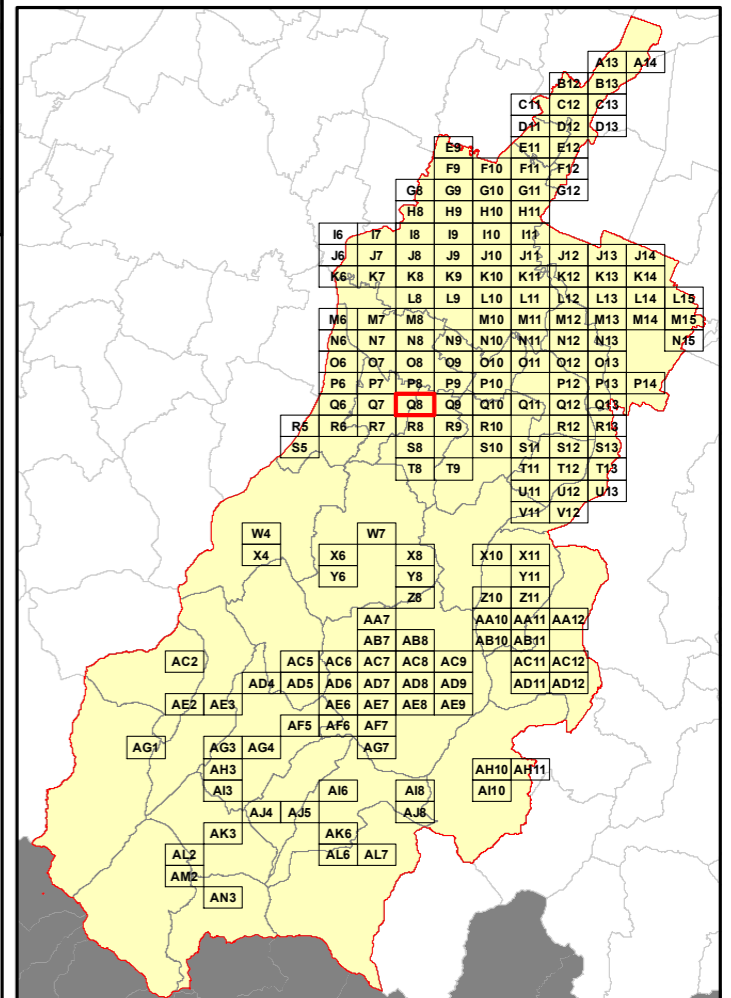 A13 A14
B12 B13
C11 C12 C13
D11 D12 D13
E9 E11 E12
F9 F10 F11 F12
G8 G9 G10 G11 G12
H8 H9 H10 H11
I6 I7 I8 I9 I10 I11
J6 J7 J8 J9 J10 J11 J12 J13 J14
K6 K7 K8 K9 K10 K11 K12 K13 K14
L8 L9 L10 L11 L12 L13 L14 L15
M6 M7 M8 M10 M11 M12 M13 M14 M15
N6 N7 N8 N9 N10 N11 N12 N13 N15
O6 O7 O8 O9 O10 O11 O12 O13
P6 P7 P8 P9 P10 P12 P13 P14
Q6 Q7 Q8 Q9 Q10 Q11 Q12 Q13
R5 R6 R7 R8 R9 R10 R12 R13
S5 S8 S10 S11 S12 S13
T8 T9 T11 T12 T13
U11 U12 U13
V11 V12
W4 W7
X4 X6 X8 X10 X11
Y6 Y8 Y11
Z8 Z10 Z11
AA7 AA10 AA11 AA12
AB7 AB8 AB10 AB11
AC2 AC5 AC6 AC7 AC8 AC9 AC11 AC12
AD4 AD5 AD6 AD7 AD8 AD9 AD11 AD12
AE2 AE3 AE6 AE7 AE8 AE9
AF5 AF6 AF7
AG1 AG3 AG4 AG7
AH3 AH10 AH11
AI3 AI6 AI8 AI10
AJ4 AJ5 AJ8
AK3 AK6
AL2 AL6 AL7
AM2
AN3